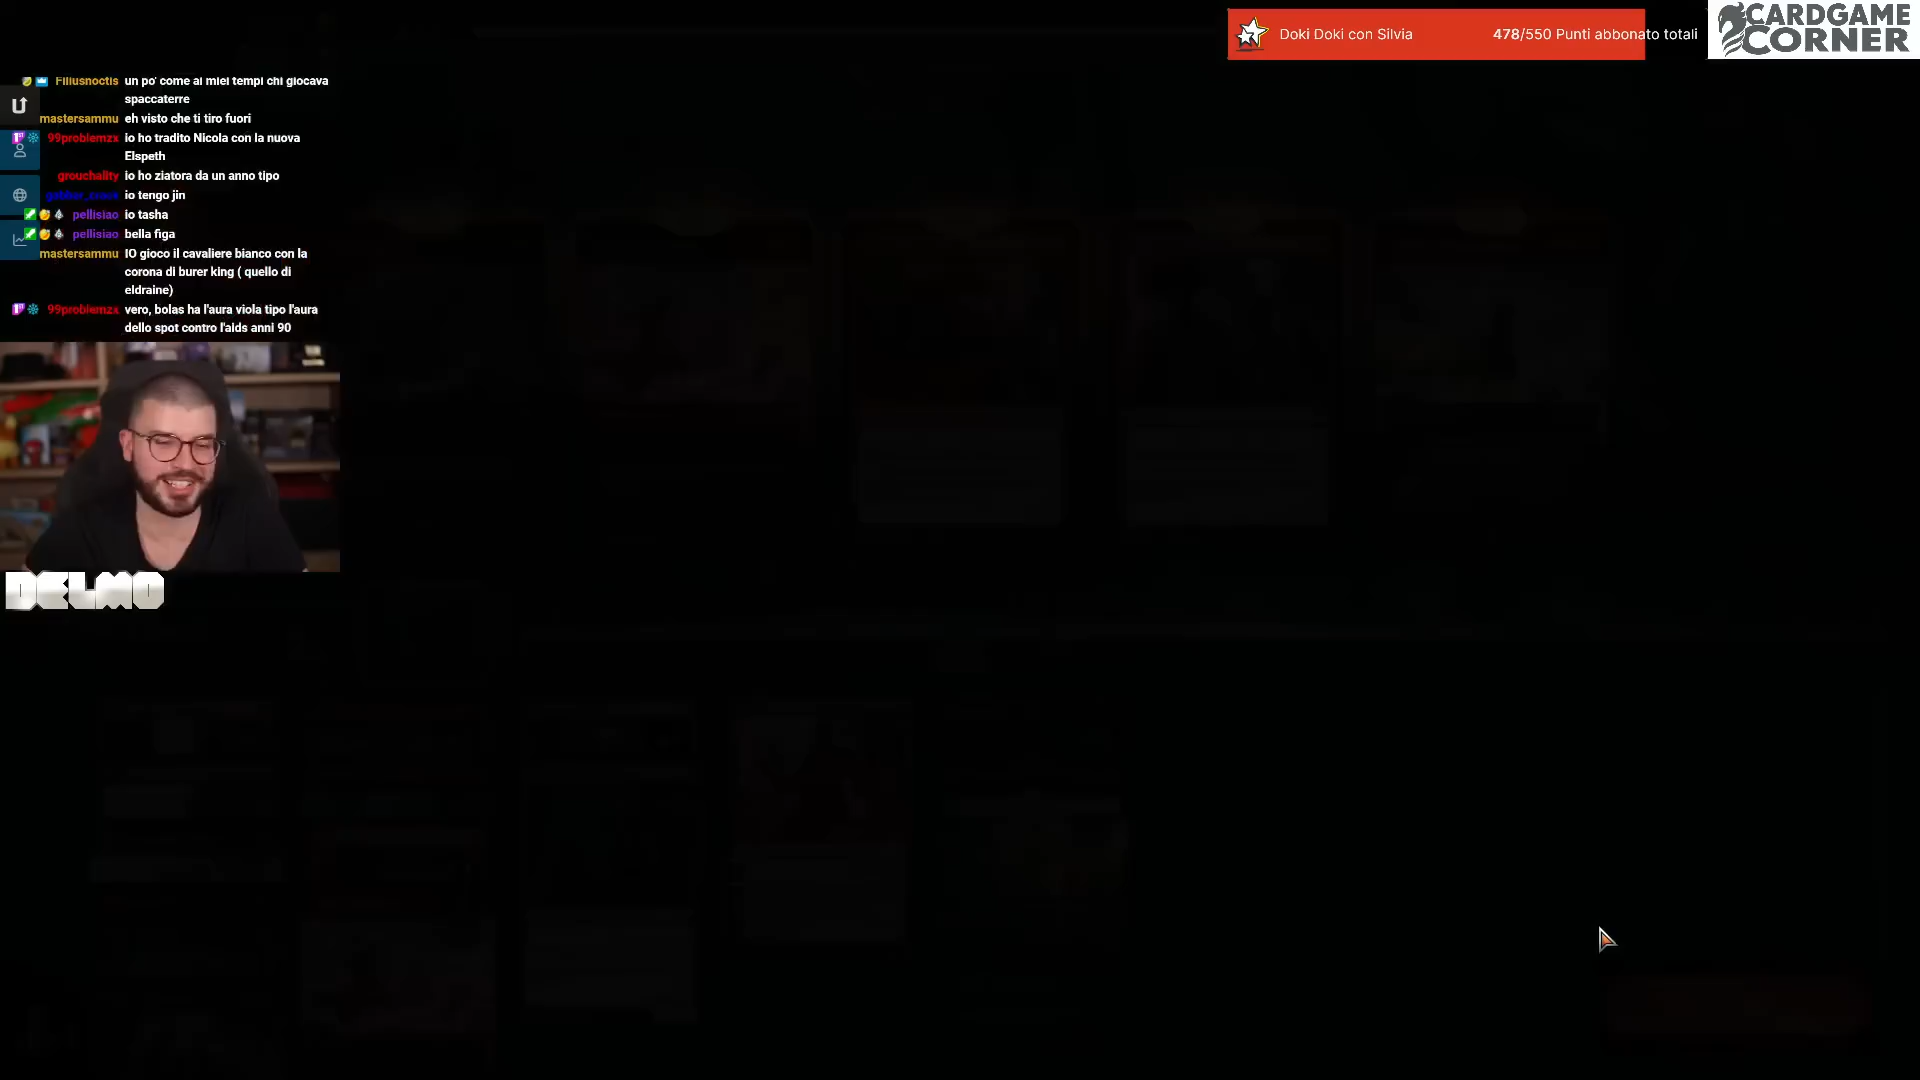 Doki Doki con Silvia
478/550 Punti abbonato totali
CARDGAME
CORNER
Filiusnoctis un po' come ai miei tempi chi giocava
spaccaterre
mastersammu eh visto che ti tiro fuori
99problemzx io ho tradito Nicola con la nuova
Elspeth
grouchality io ho ziatora da un anno tipo
io tengo jin
pellisiao io tasha
pellisiao bella figa
mastersammu IO gioco il cavaliere bianco con la
corona di burer king ( quello di
eldraine)
99problemzx vero, bolas ha l'aura viola tipo l'aura
dello spot contro l'aids anni 90
DELMO